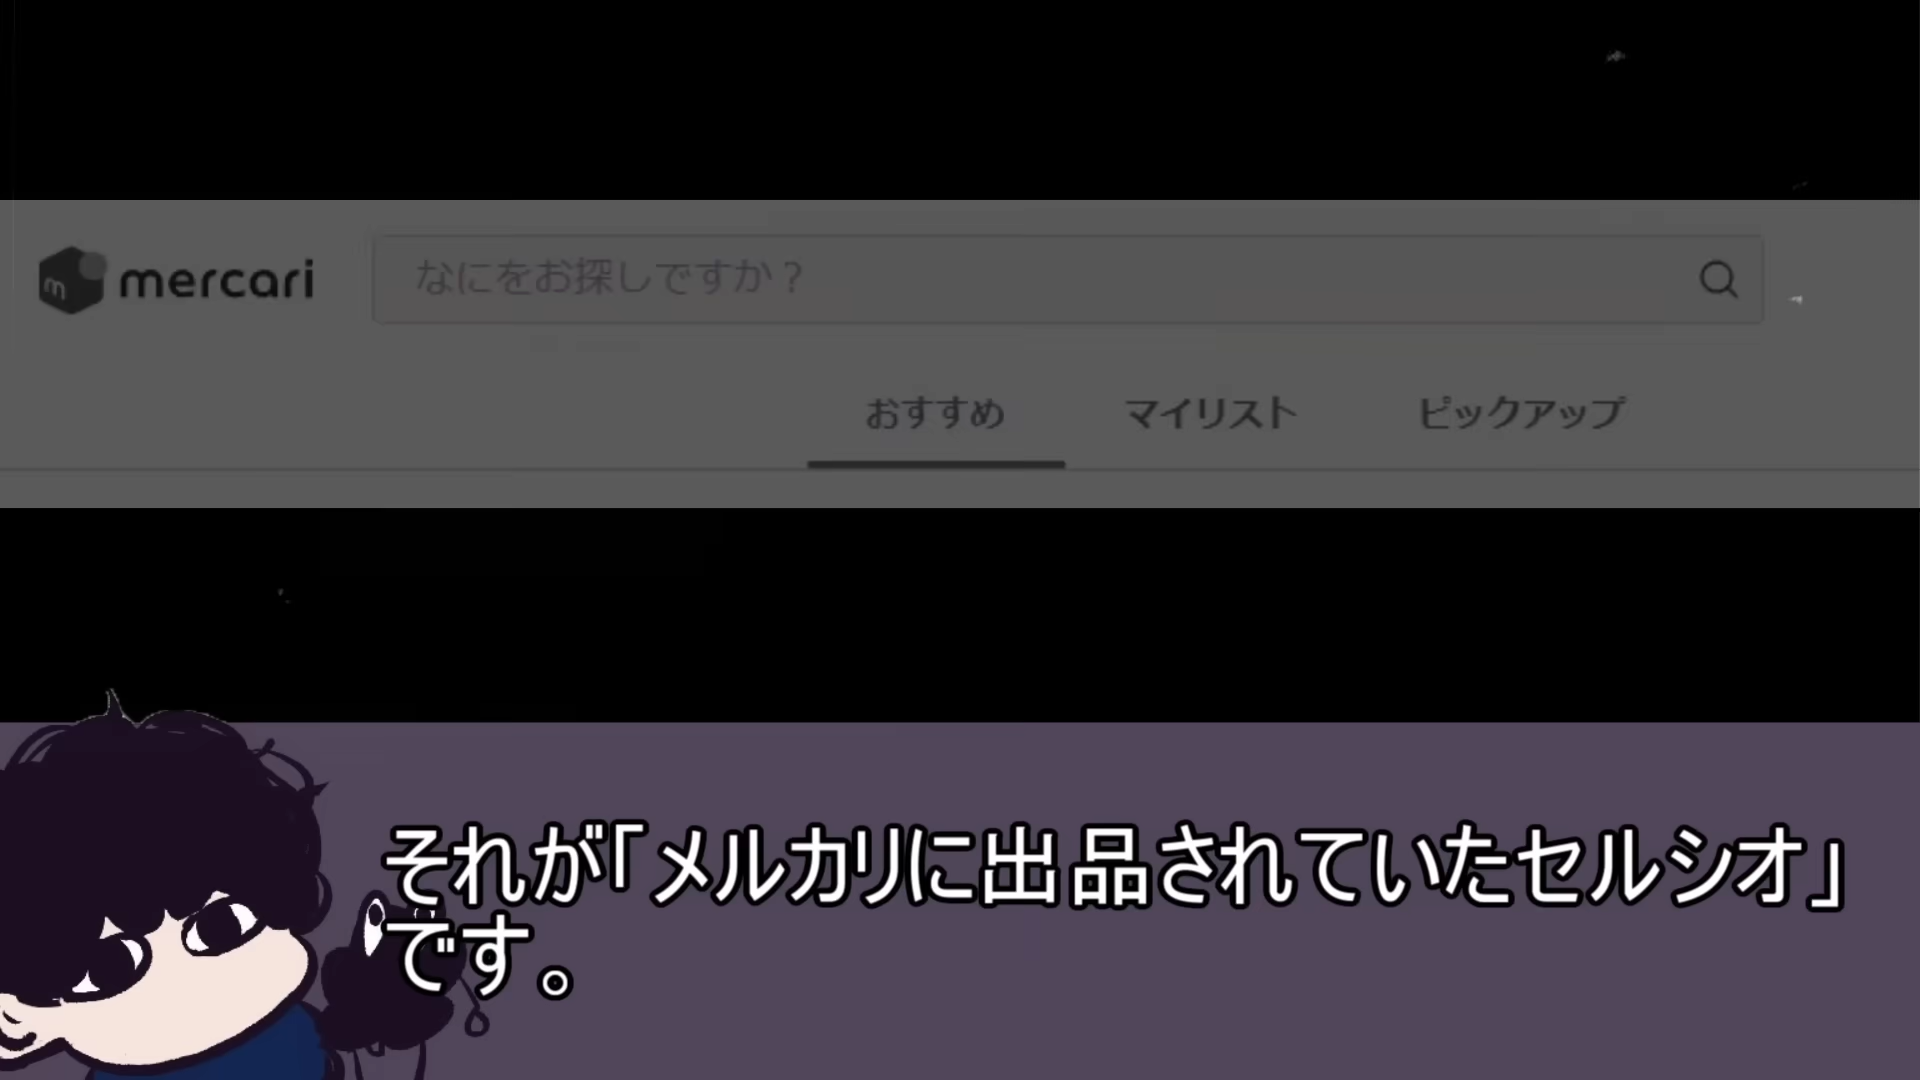 mercari
なにをお探しですか？
おすすめ マイリスト ピックアップ
それが「メルカリに出品されていたセルシオ」
です。